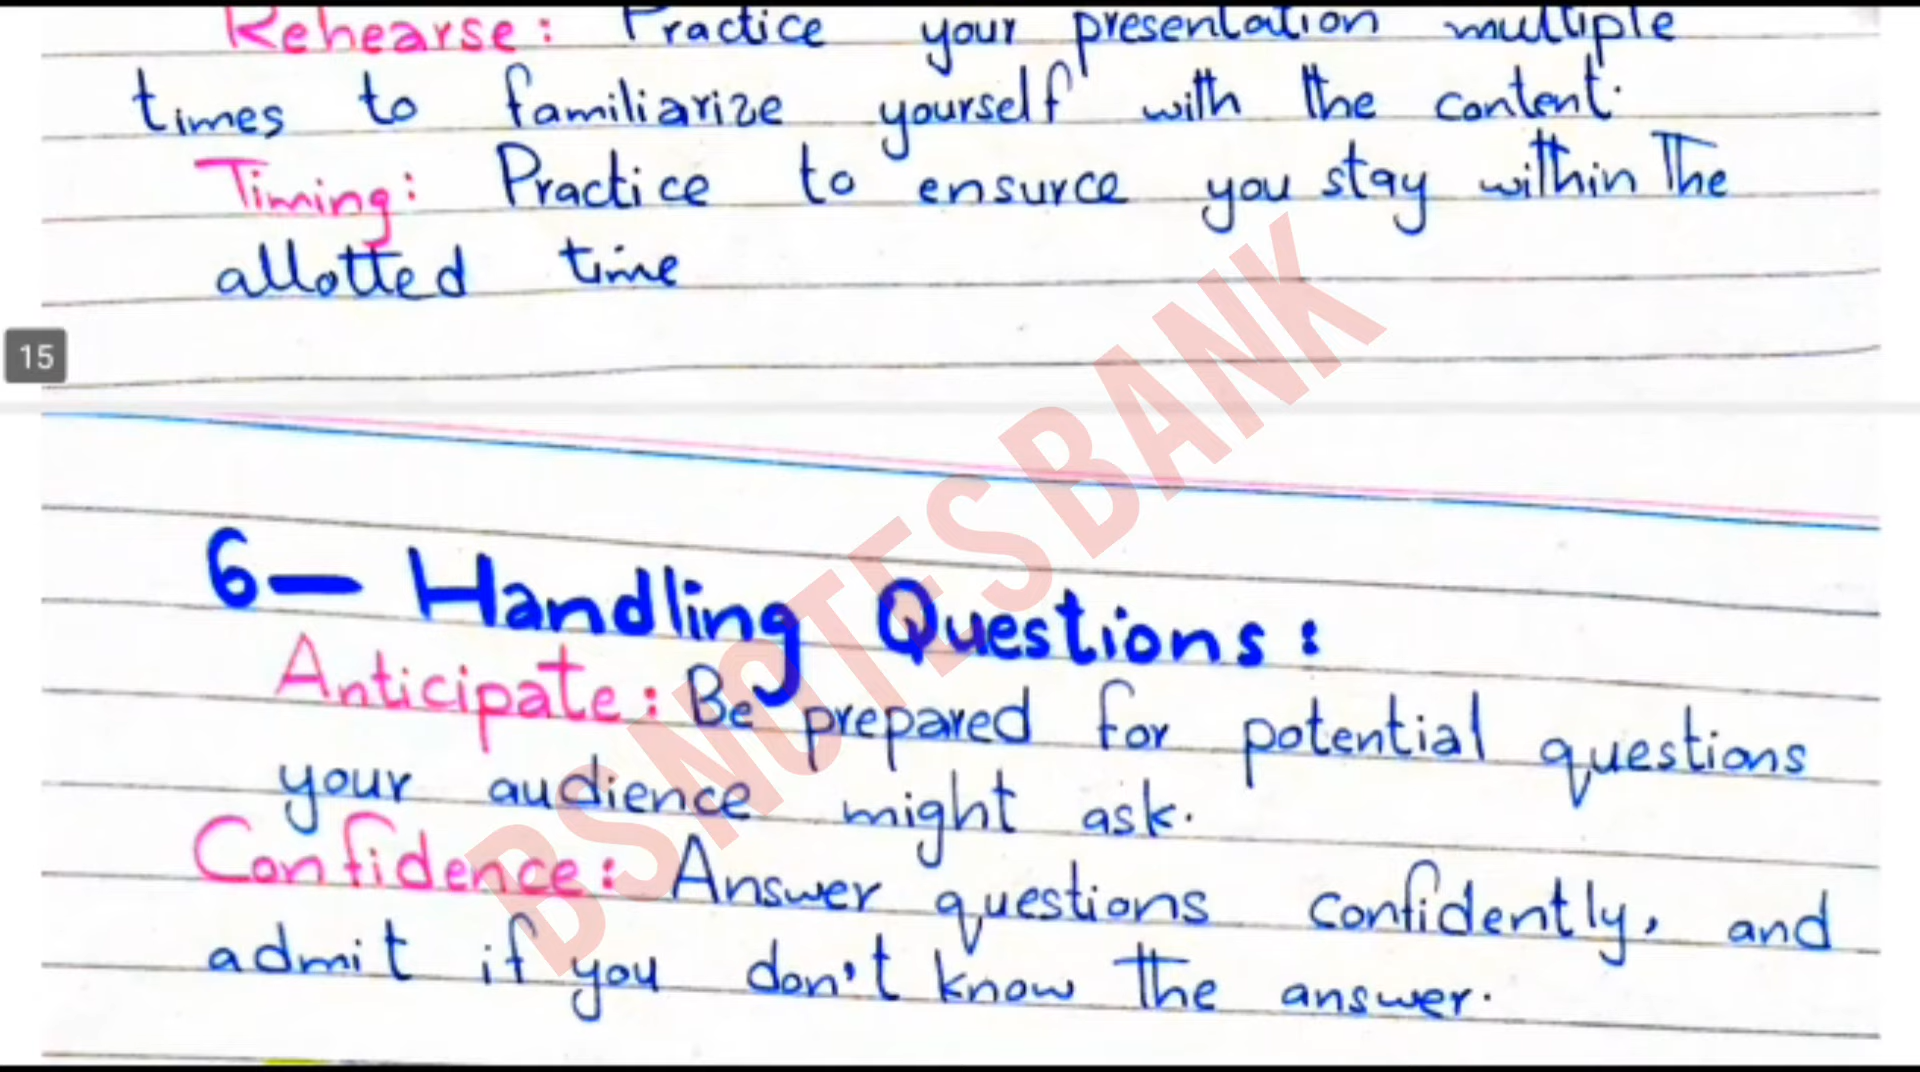 Rehearse: Practice your presentation multiple
times to familiarize yourself with the content.
Timing: Practice to ensurce you stay within the
allotted time
15
6— Handling Questions:
Anticipate: Be prepared for potential questions
your audience might ask.
Confidence: Answer questions confidently, and
admit if you don't know the answer.
BSNOTESBANK